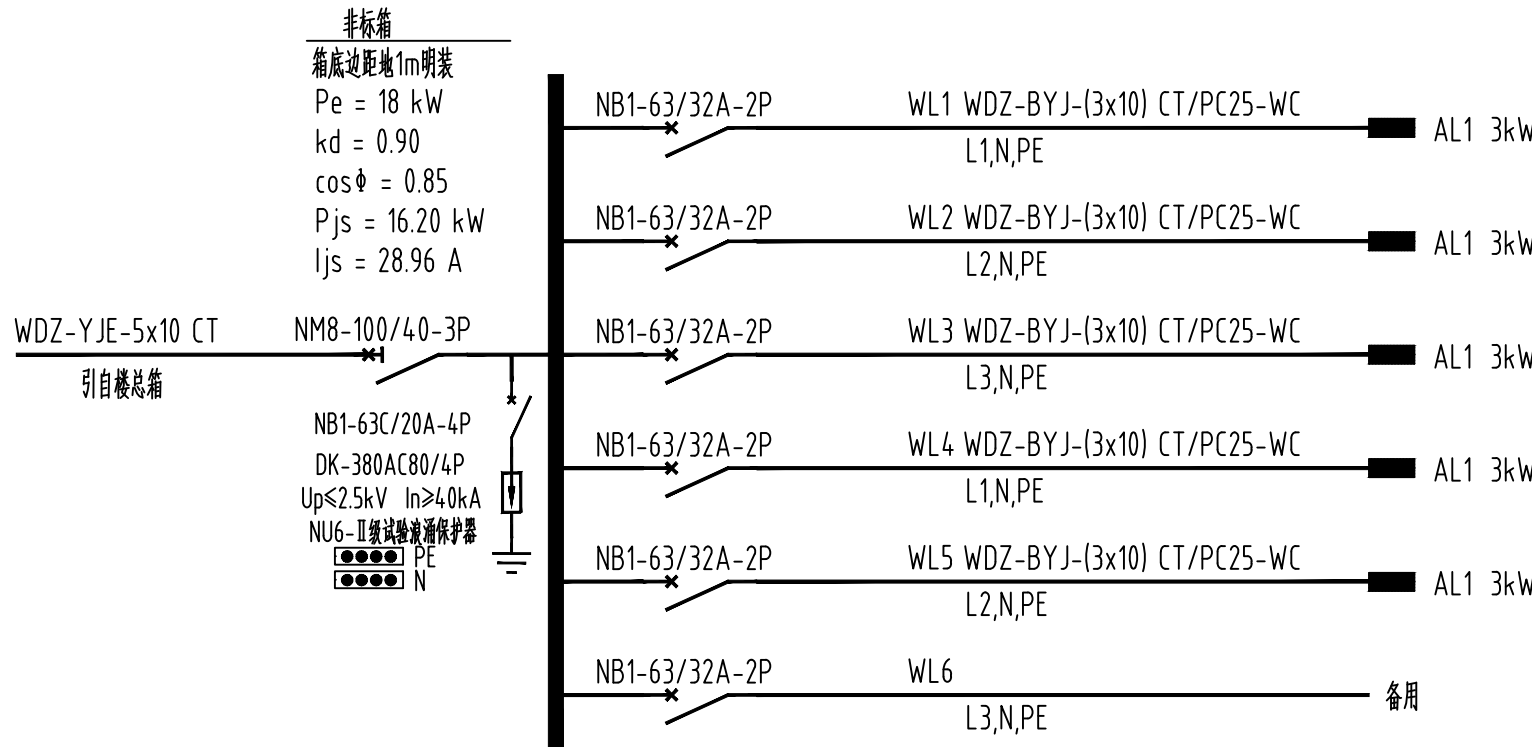 非标箱
箱底边距地1m明装
Pe = 18 kW
kd = 0.90
cosΦ = 0.85
Pjs = 16.20 kW
Ijs = 28.96 A
WDZ-YJE-5x10 CT
引自楼总箱
NM8-100/40-3P
NB1-63C/20A-4P
DK-380AC80/4P
Up≤2.5kV In≥40kA
NU6-Ⅱ级试验浪涌保护器
PE
N
NB1-63/32A-2P WL1 WDZ-BYJ-(3x10) CT/PC25-WC
L1,N,PE
AL1 3kW
NB1-63/32A-2P WL2 WDZ-BYJ-(3x10) CT/PC25-WC
L2,N,PE
AL1 3kW
NB1-63/32A-2P WL3 WDZ-BYJ-(3x10) CT/PC25-WC
L3,N,PE
AL1 3kW
NB1-63/32A-2P WL4 WDZ-BYJ-(3x10) CT/PC25-WC
L1,N,PE
AL1 3kW
NB1-63/32A-2P WL5 WDZ-BYJ-(3x10) CT/PC25-WC
L2,N,PE
AL1 3kW
NB1-63/32A-2P WL6
L3,N,PE
备用